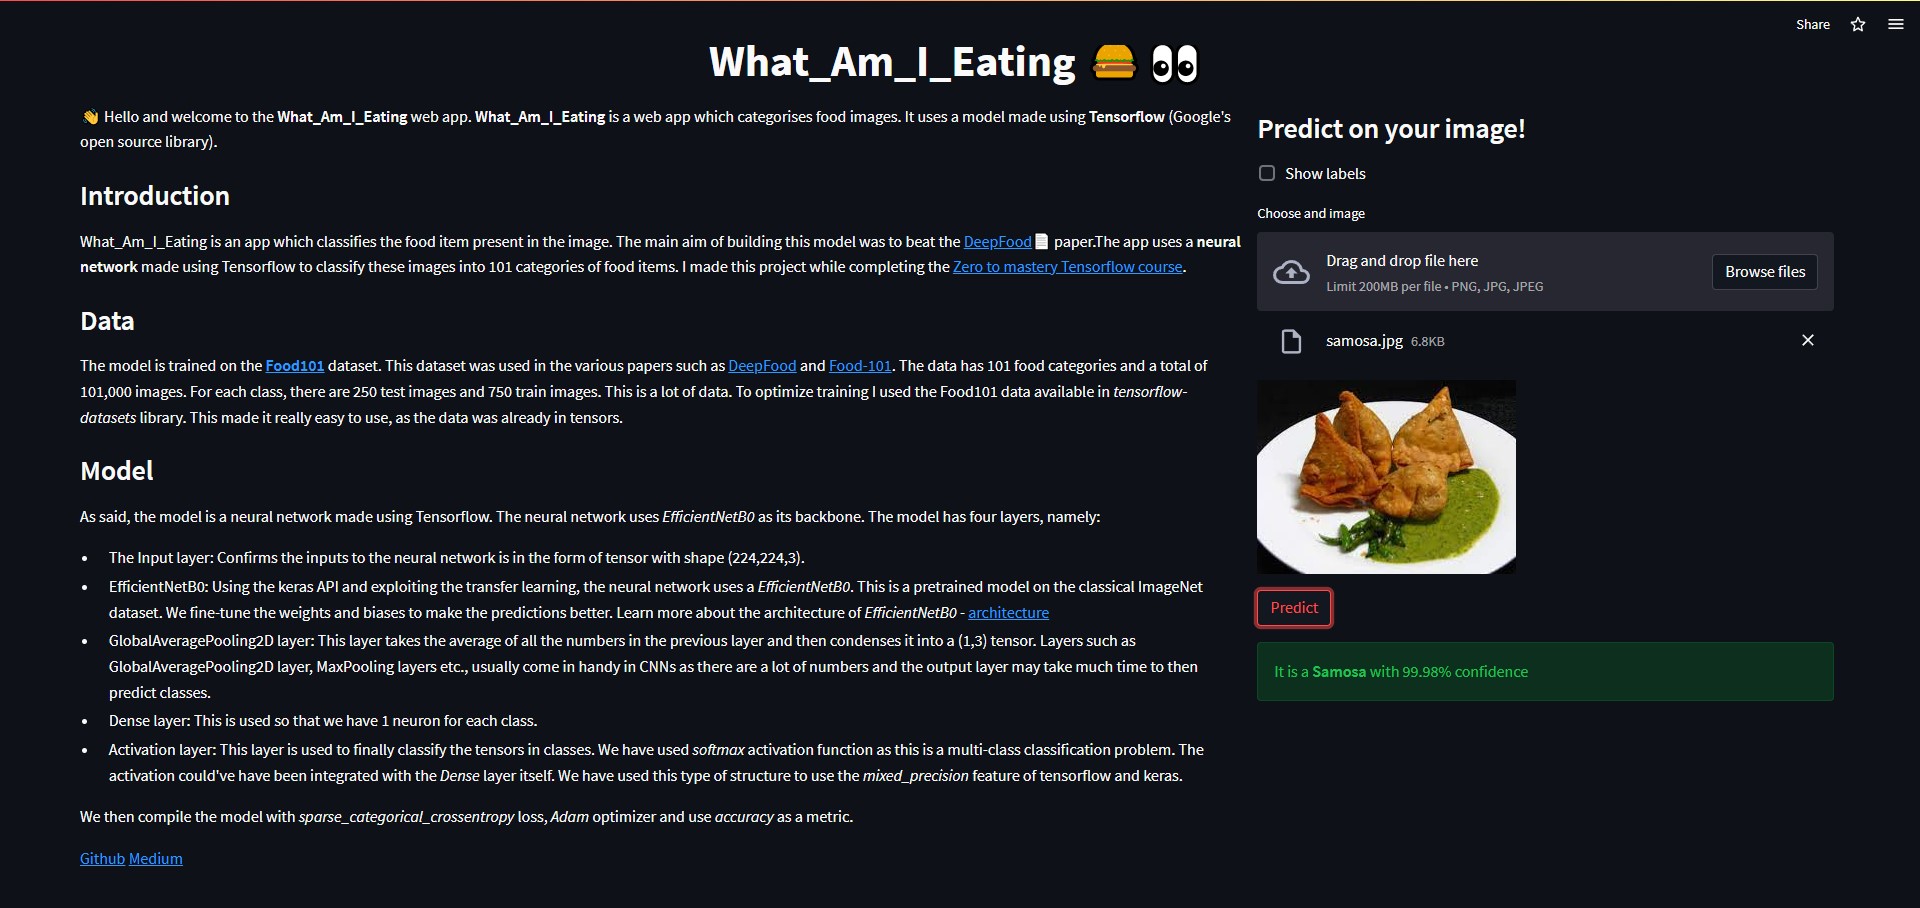 Share
What_Am_I_Eating 🍔 👀
👋 Hello and welcome to the What_Am_I_Eating web app. What_Am_I_Eating is a web app which categorises food images. It uses a model made using Tensorflow (Google's
open source library).
Introduction
What_Am_I_Eating is an app which classifies the food item present in the image. The main aim of building this model was to beat the DeepFood📄 paper.The app uses a neural
network made using Tensorflow to classify these images into 101 categories of food items. I made this project while completing the Zero to mastery Tensorflow course.
Data
The model is trained on the Food101 dataset. This dataset was used in the various papers such as DeepFood and Food-101. The data has 101 food categories and a total of
101,000 images. For each class, there are 250 test images and 750 train images. This is a lot of data. To optimize training I used the Food101 data available in tensorflow-
datasets library. This made it really easy to use, as the data was already in tensors.
Model
As said, the model is a neural network made using Tensorflow. The neural network uses EfficientNetB0 as its backbone. The model has four layers, namely:
• The Input layer: Confirms the inputs to the neural network is in the form of tensor with shape (224,224,3).
• EfficientNetB0: Using the keras API and exploiting the transfer learning, the neural network uses a EfficientNetB0. This is a pretrained model on the classical ImageNet
dataset. We fine-tune the weights and biases to make the predictions better. Learn more about the architecture of EfficientNetB0 - architecture
• GlobalAveragePooling2D layer: This layer takes the average of all the numbers in the previous layer and then condenses it into a (1,3) tensor. Layers such as
GlobalAveragePooling2D layer, MaxPooling layers etc., usually come in handy in CNNs as there are a lot of numbers and the output layer may take much time to then
predict classes.
• Dense layer: This is used so that we have 1 neuron for each class.
• Activation layer: This layer is used to finally classify the tensors in classes. We have used softmax activation function as this is a multi-class classification problem. The
activation could've have been integrated with the Dense layer itself. We have used this type of structure to use the mixed_precision feature of tensorflow and keras.
We then compile the model with sparse_categorical_crossentropy loss, Adam optimizer and use accuracy as a metric.
Github Medium
Predict on your image!
Show labels
Choose and image
Drag and drop file here
Limit 200MB per file • PNG, JPG, JPEG
Browse files
samosa.jpg 6.8KB
Predict
It is a Samosa with 99.98% confidence